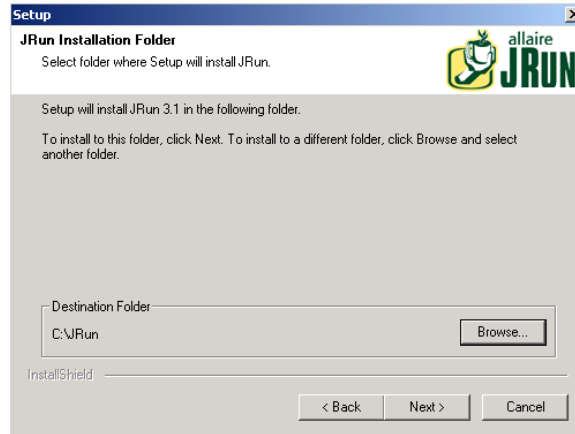 Setup
JRun Installation Folder
Select folder where Setup will install JRun.
allaire
JRUN
Setup will install JRun 3.1 in the following folder.
To install to this folder, click Next. To install to a different folder, click Browse and select
another folder.
Destination Folder
C:\JRun
Browse...
InstallShield
< Back
Next >
Cancel